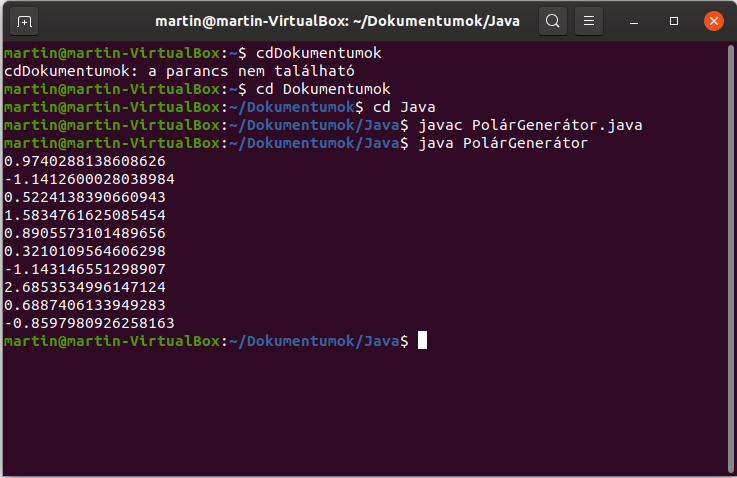 martin@martin-VirtualBox: ~/Dokumentumok/Java
martin@martin-VirtualBox:~$ cdDokumentumok
cdDokumentumok: a parancs nem található
martin@martin-VirtualBox:~$ cd Dokumentumok
martin@martin-VirtualBox:~/Dokumentumok$ cd Java
martin@martin-VirtualBox:~/Dokumentumok/Java$ javac PolárGenerátor.java
martin@martin-VirtualBox:~/Dokumentumok/Java$ java PolárGenerátor
0.9740288138608626
-1.1412600028038984
0.5224138390660943
1.5834761625085454
0.8905573101489656
0.3210109564606298
-1.143146551298907
2.6853534996147124
0.6887406133949283
-0.8597980926258163
martin@martin-VirtualBox:~/Dokumentumok/Java$